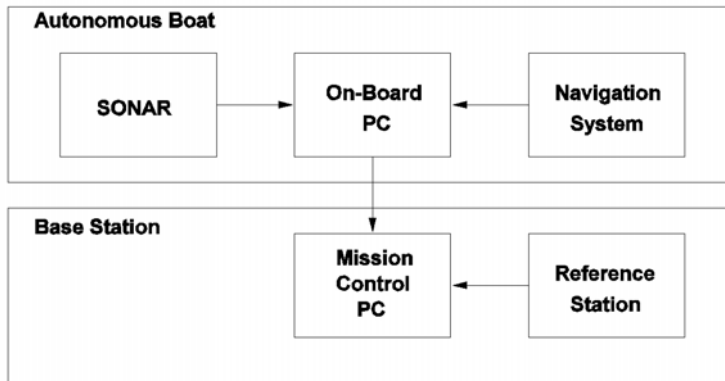 Autonomous Boat
SONAR
On-Board
PC
Navigation
System
Base Station
Mission
Control
PC
Reference
Station